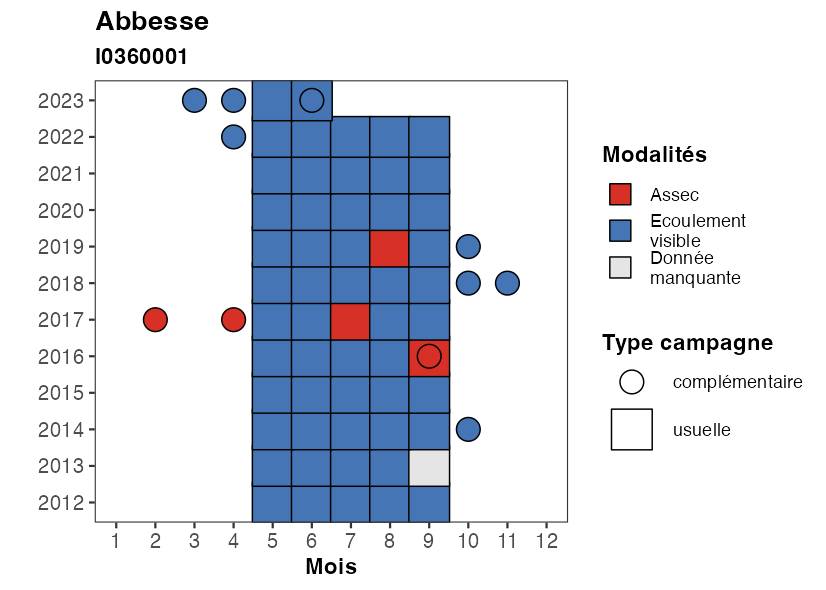 Abbesse
I0360001
2023
2022
2021
2020
2019
2018
2017
2016
2015
2014
2013
2012
1 2 3 4 5 6 7 8 9 10 11 12
Mois
Modalités
Assec
Ecoulement
visible
Donnée
manquante
Type campagne
complémentaire
usuelle